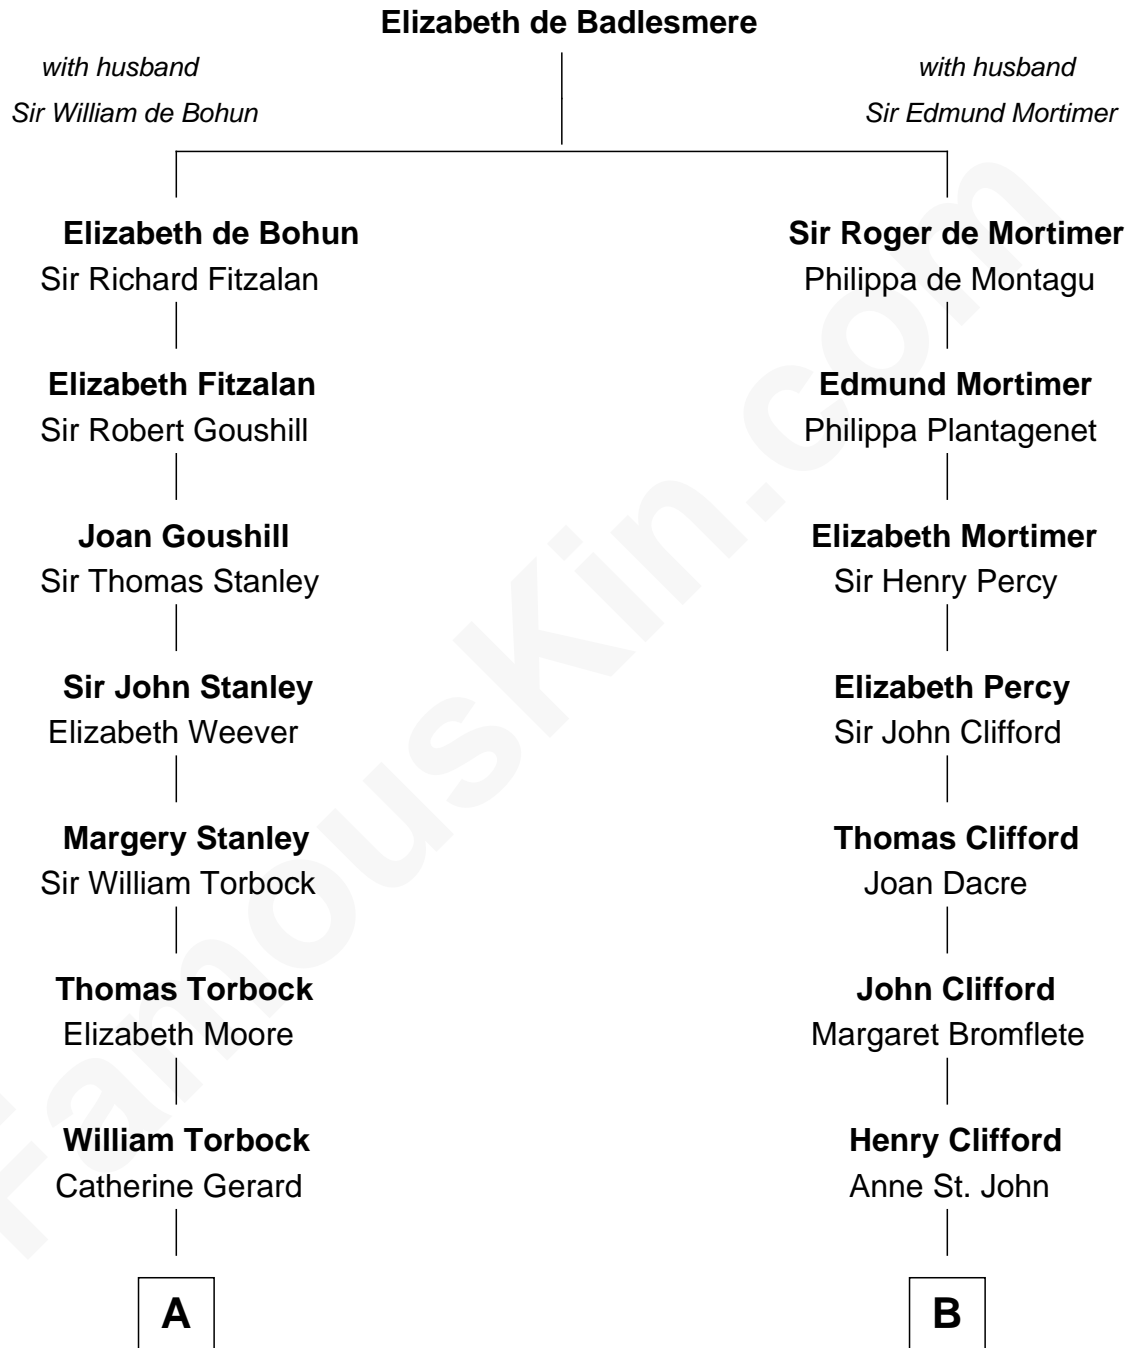 Elizabeth de Badlesmere
with husband
Sir William de Bohun
with husband
Sir Edmund Mortimer
Elizabeth de Bohun
Sir Richard Fitzalan
Sir Roger de Mortimer
Philippa de Montagu
Elizabeth Fitzalan
Sir Robert Goushill
Edmund Mortimer
Philippa Plantagenet
Joan Goushill
Sir Thomas Stanley
Elizabeth Mortimer
Sir Henry Percy
Sir John Stanley
Elizabeth Weever
Elizabeth Percy
Sir John Clifford
Margery Stanley
Sir William Torbock
Thomas Clifford
Joan Dacre
Thomas Torbock
Elizabeth Moore
John Clifford
Margaret Bromflete
William Torbock
Catherine Gerard
Henry Clifford
Anne St. John
A
B
FamousKin.com